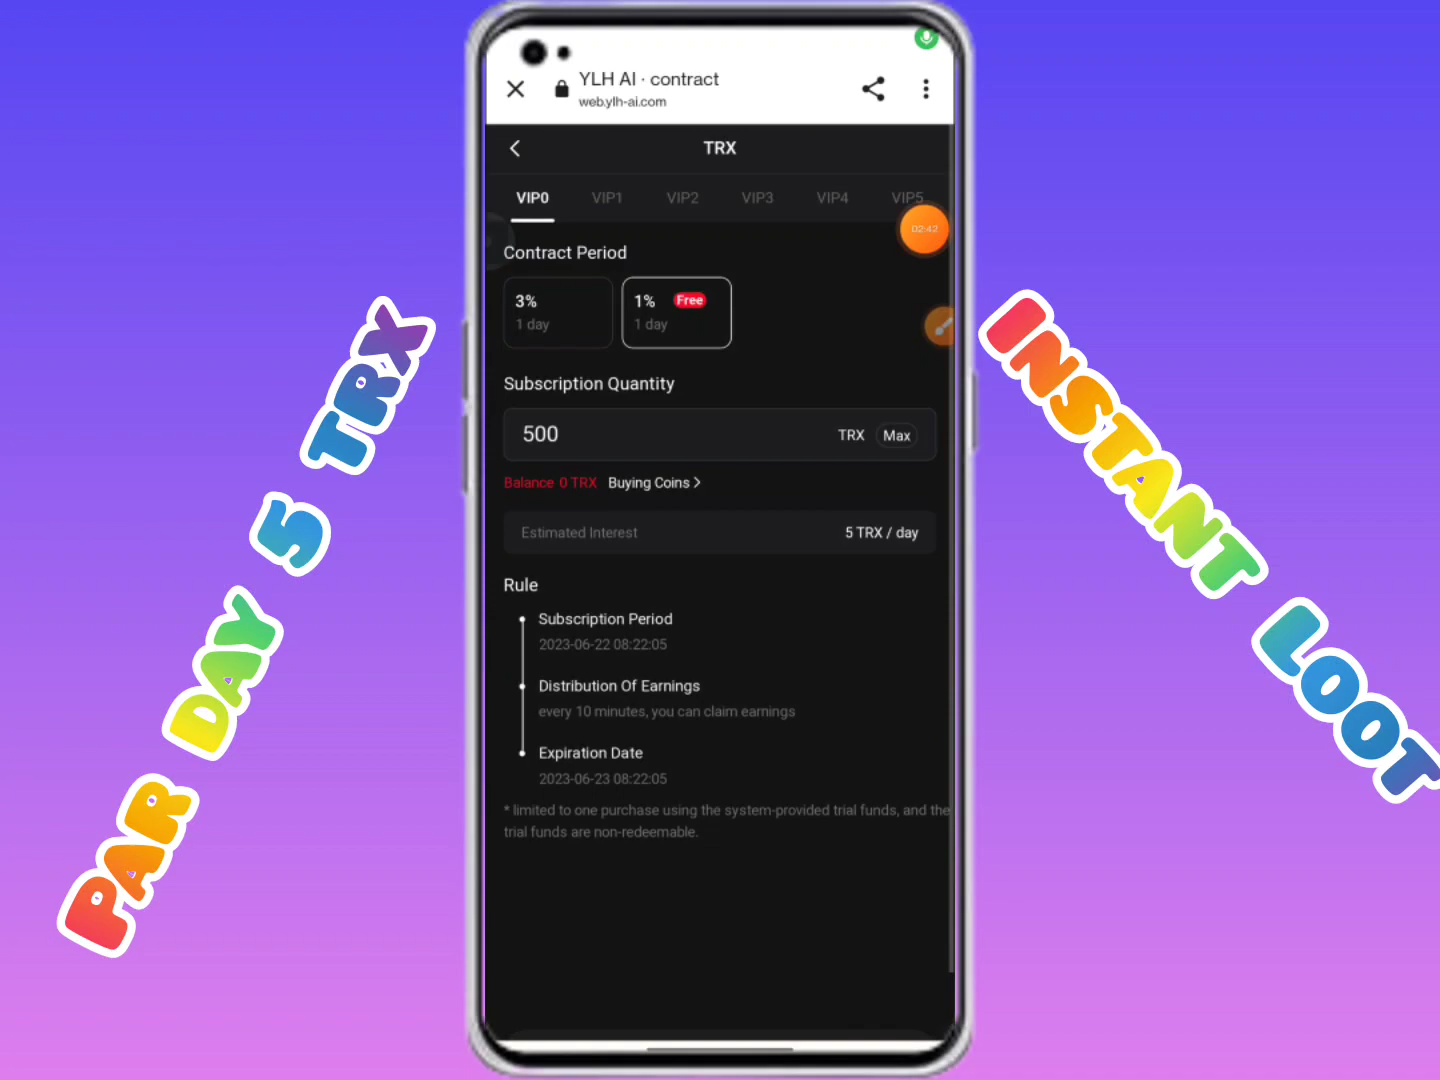 YLH AI · contract
web.ylh-ai.com
TRX
VIP0 VIP1 VIP2 VIP3 VIP4 VIP5
02:42
Contract Period
3% 1% Free
1 day 1 day
Subscription Quantity
500 TRX Max
Balance 0 TRX Buying Coins >
Estimated Interest 5 TRX / day
Rule
Subscription Period
2023-06-22 08:22:05
Distribution Of Earnings
every 10 minutes, you can claim earnings
Expiration Date
2023-06-23 08:22:05
* limited to one purchase using the system-provided trial funds, and the
trial funds are non-redeemable.
PAR DAY 5 TRX
INSTANT LOOT